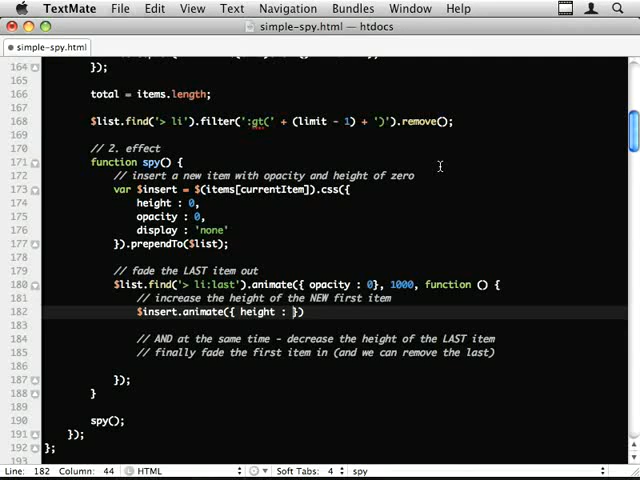 TextMate File Edit View Text Navigation Bundles Window Help
simple-spy.html — htdocs
simple-spy.html
164 });
165
166 total = items.length;
167
168 $list.find('> li').filter(':gt(' + (limit - 1) + ')').remove();
169
170 // 2. effect
171 function spy() {
172 // insert a new item with opacity and height of zero
173 var $insert = $(items[currentItem]).css({
174 height : 0,
175 opacity : 0,
176 display : 'none'
177 }).prependTo($list);
178
179 // fade the LAST item out
180 $list.find('> li:last').animate({ opacity : 0}, 1000, function () {
181 // increase the height of the NEW first item
182 $insert.animate({ height : })
183
184 // AND at the same time - decrease the height of the LAST item
185 // finally fade the first item in (and we can remove the last)
186
187 });
188 }
189
190 spy();
191 });
192 };
193
Line: 182 Column: 44 HTML Soft Tabs: 4 spy